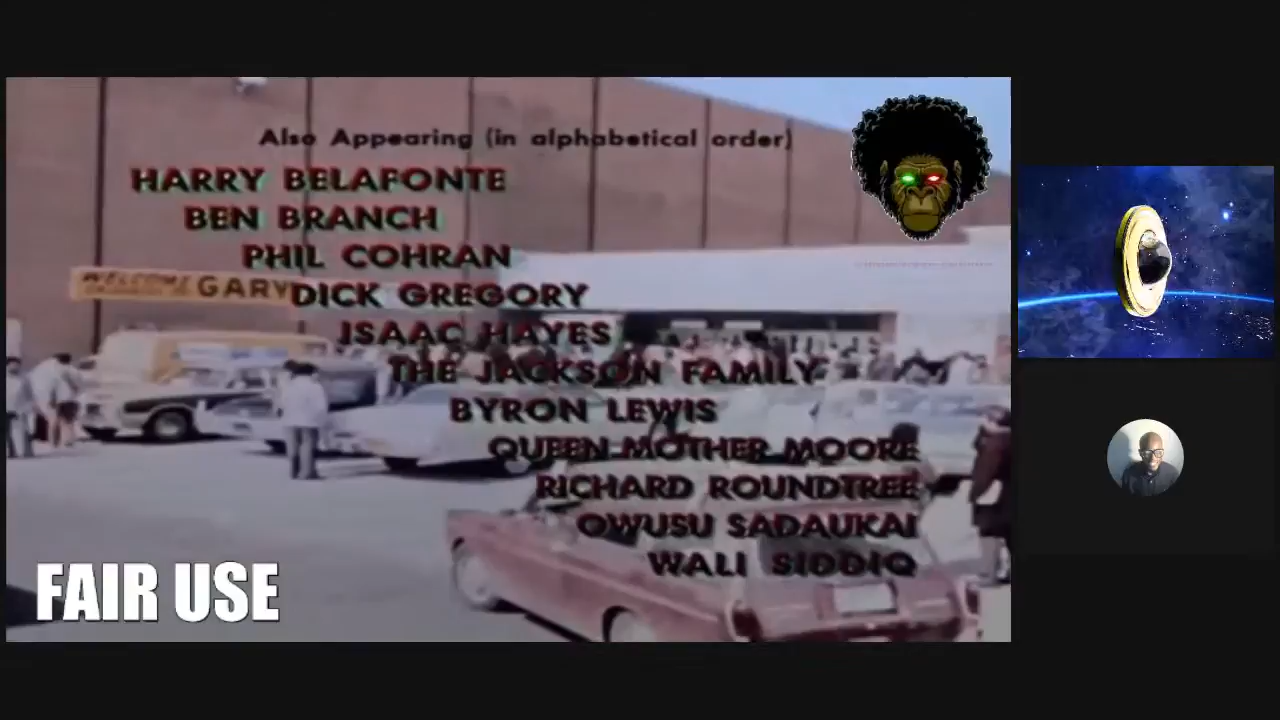 Also Appearing (in alphabetical order)
HARRY BELAFONTE
BEN BRANCH
PHIL COHRAN
WELCOME GARY
DICK GREGORY
ISAAC HAYES
THE JACKSON FAMILY
BYRON LEWIS
QUEEN MOTHER MOORE
RICHARD ROUNDTREE
OWUSU SADAUKAI
WALI SIDDIQ
FAIR USE